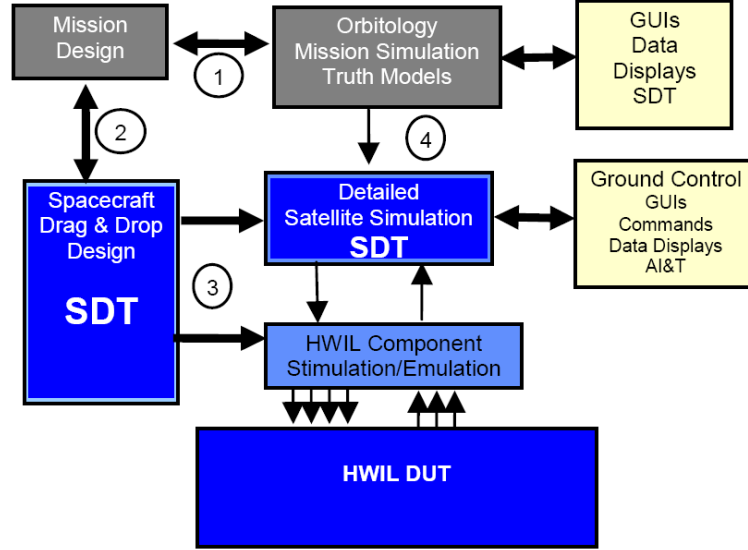 Mission
Design
1
Orbitology
Mission Simulation
Truth Models
GUIs
Data
Displays
SDT
2
4
Spacecraft
Drag & Drop
Design
SDT
Detailed
Satellite Simulation
SDT
Ground Control
GUIs
Commands
Data Displays
AI&T
3
HWIL Component
Stimulation/Emulation
HWIL DUT